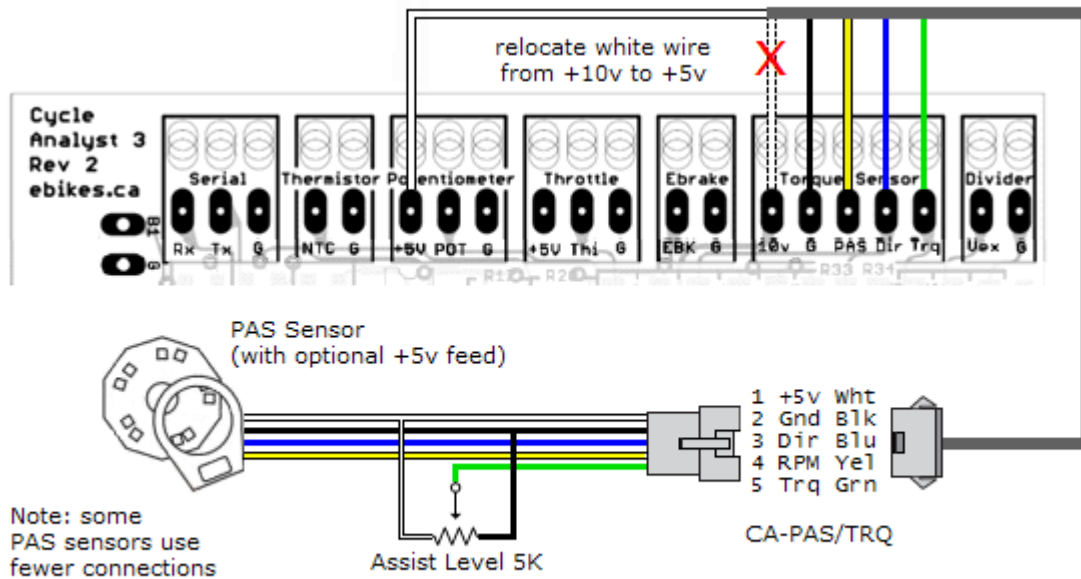 relocate white wire
from +10v to +5v
X
Cycle
Analyst 3
Rev 2
ebikes.ca
Serial Thermistor Potentiometer Throttle Ebrake Torque Sensor Divider
B1
G
Rx Tx G NTC G +5V POT G +5V Thi G EBK G 10v G PAS Dir Trq Vex G
R33 R34
PAS Sensor
(with optional +5v feed)
1 +5v Wht
2 Gnd Blk
3 Dir Blu
4 RPM Yel
5 Trq Grn
CA-PAS/TRQ
Note: some
PAS sensors use
fewer connections
Assist Level 5K